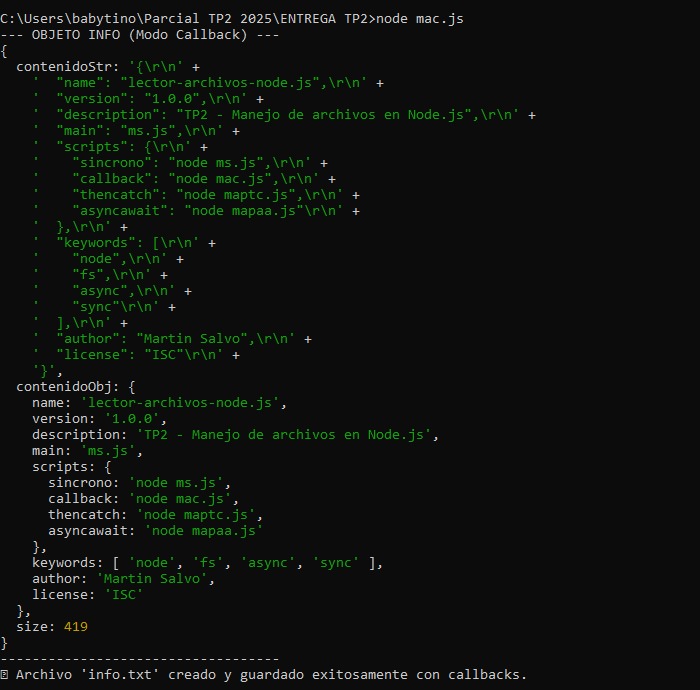 C:\Users\babytino\Parcial TP2 2025\ENTREGA TP2>node mac.js
--- OBJETO INFO (Modo Callback) ---
{
  contenidoStr: '{\r\n' +
    '  "name": "lector-archivos-node.js",\r\n' +
    '  "version": "1.0.0",\r\n' +
    '  "description": "TP2 - Manejo de archivos en Node.js",\r\n' +
    '  "main": "ms.js",\r\n' +
    '  "scripts": {\r\n' +
    '    "sincrono": "node ms.js",\r\n' +
    '    "callback": "node mac.js",\r\n' +
    '    "thencatch": "node maptc.js",\r\n' +
    '    "asyncawait": "node mapaa.js"\r\n' +
    '  },\r\n' +
    '  "keywords": [\r\n' +
    '    "node",\r\n' +
    '    "fs",\r\n' +
    '    "async",\r\n' +
    '    "sync"\r\n' +
    '  ],\r\n' +
    '  "author": "Martin Salvo",\r\n' +
    '  "license": "ISC"\r\n' +
    '}',
  contenidoObj: {
    name: 'lector-archivos-node.js',
    version: '1.0.0',
    description: 'TP2 - Manejo de archivos en Node.js',
    main: 'ms.js',
    scripts: {
      sincrono: 'node ms.js',
      callback: 'node mac.js',
      thencatch: 'node maptc.js',
      asyncawait: 'node mapaa.js'
    },
    keywords: [ 'node', 'fs', 'async', 'sync' ],
    author: 'Martin Salvo',
    license: 'ISC'
  },
  size: 419
}
-----------------------------------
Archivo 'info.txt' creado y guardado exitosamente con callbacks.